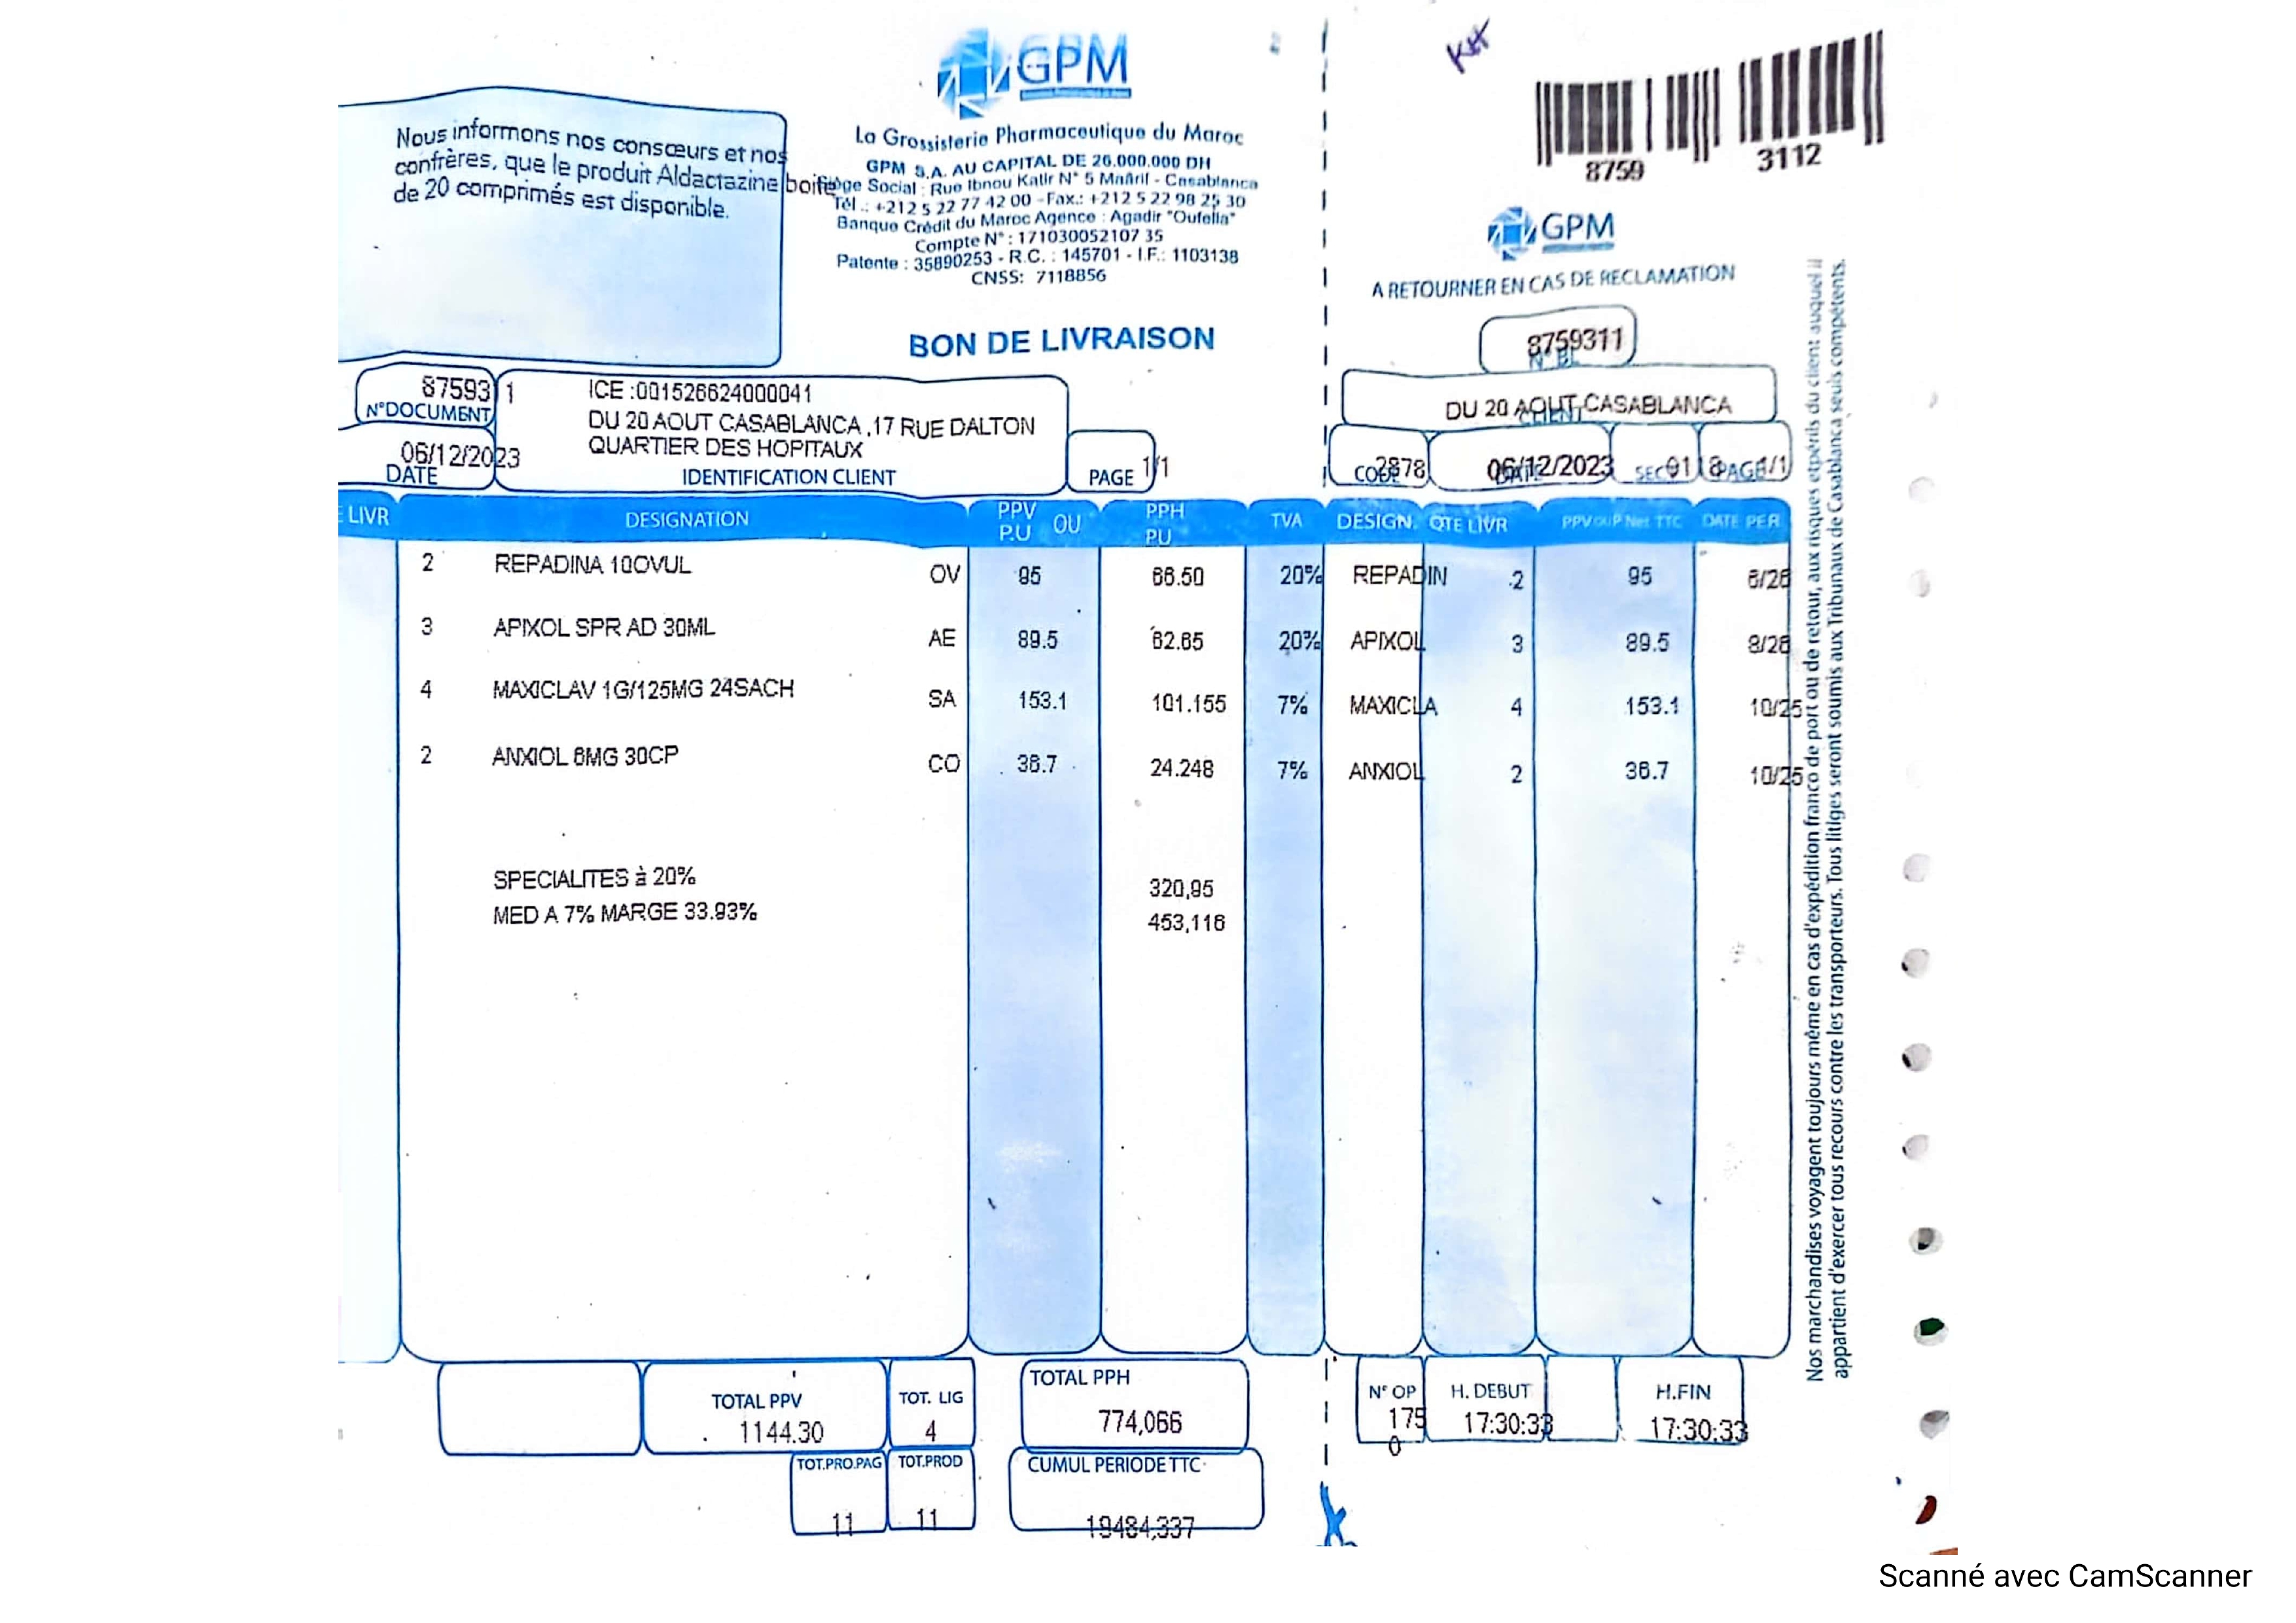 Nous informons nos consœurs et nos
confrères, que le produit Aldactazine boite
de 20 comprimés est disponible.
GPM
La Grossisterie Pharmaceutique du Maroc
GPM S.A. AU CAPITAL DE 26.000.000 DH
Siège Social : Rue Ibnou Katir N° 5 Maârif - Casablanca
Tél .: +212 5 22 77 42 00 - Fax.: +212 5 22 98 25 30
Banque Crédit du Maroc Agence : Agadir "Oufella"
Compte N° : 171030052107 35
Patente : 35890253 - R.C. : 145701 - I.F.: 1103138
CNSS: 7118856
BON DE LIVRAISON
8759311
N°DOCUMENT
06/12/2023
DATE
ICE :001526624000041
DU 20 AOUT CASABLANCA ,17 RUE DALTON
QUARTIER DES HOPITAUX
IDENTIFICATION CLIENT
PAGE 1/1
LIVR DESIGNATION PPV P.U OU PPH PU TVA
2 REPADINA 10OVUL OV 95 66.50 20%
3 APIXOL SPR AD 30ML AE 89.5 62.65 20%
4 MAXICLAV 1G/125MG 24SACH SA 153.1 101.155 7%
2 ANXIOL 6MG 30CP CO 36.7 24.248 7%
SPECIALITES à 20% 320,95
MED A 7% MARGE 33.93% 453,116
TOTAL PPV
1144.30
TOT. LIG
4
TOTAL PPH
774,066
TOT.PRO.PAG
11
TOT.PROD
11
CUMUL PERIODE TTC
19484,337
KH
8759 3112
GPM
A RETOURNER EN CAS DE RECLAMATION
8759311
N° BL
DU 20 AOUT CASABLANCA
CLIENT
CODE 2878 06/12/2023 DATE SEC 01 18 PAGE 1/1
DESIGN. QTE LIVR PPV OU P Net TTC DATE PER
REPADIN 2 95 6/26
APIXOL 3 89.5 8/26
MAXICLA 4 153.1 10/25
ANXIOL 2 36.7 10/25
N° OP
1750
H. DEBUT
17:30:33
H.FIN
17:30:33
Nos marchandises voyagent toujours même en cas d'expédition franco de port ou de retour, aux risques et périls du client auquel il
appartient d'exercer tous recours contre les transporteurs. Tous litiges seront soumis aux Tribunaux de Casablanca seuls compétents.
Scanné avec CamScanner